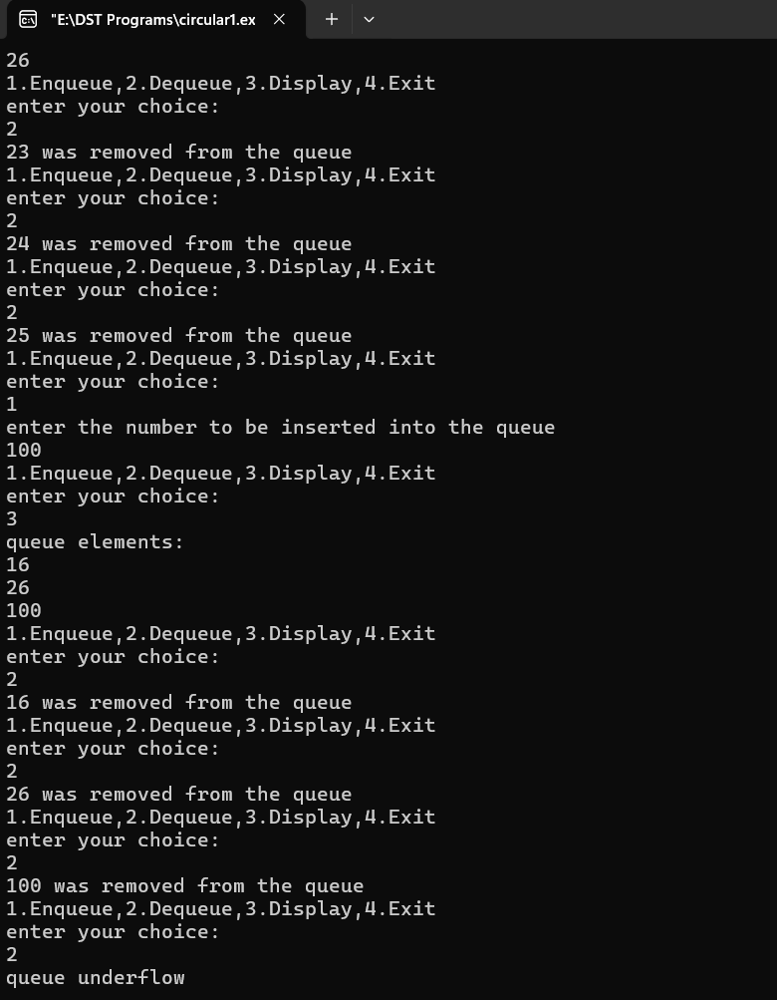 "E:\DST Programs\circular1.ex
26
1.Enqueue,2.Dequeue,3.Display,4.Exit
enter your choice:
2
23 was removed from the queue
1.Enqueue,2.Dequeue,3.Display,4.Exit
enter your choice:
2
24 was removed from the queue
1.Enqueue,2.Dequeue,3.Display,4.Exit
enter your choice:
2
25 was removed from the queue
1.Enqueue,2.Dequeue,3.Display,4.Exit
enter your choice:
1
enter the number to be inserted into the queue
100
1.Enqueue,2.Dequeue,3.Display,4.Exit
enter your choice:
3
queue elements:
16
26
100
1.Enqueue,2.Dequeue,3.Display,4.Exit
enter your choice:
2
16 was removed from the queue
1.Enqueue,2.Dequeue,3.Display,4.Exit
enter your choice:
2
26 was removed from the queue
1.Enqueue,2.Dequeue,3.Display,4.Exit
enter your choice:
2
100 was removed from the queue
1.Enqueue,2.Dequeue,3.Display,4.Exit
enter your choice:
2
queue underflow